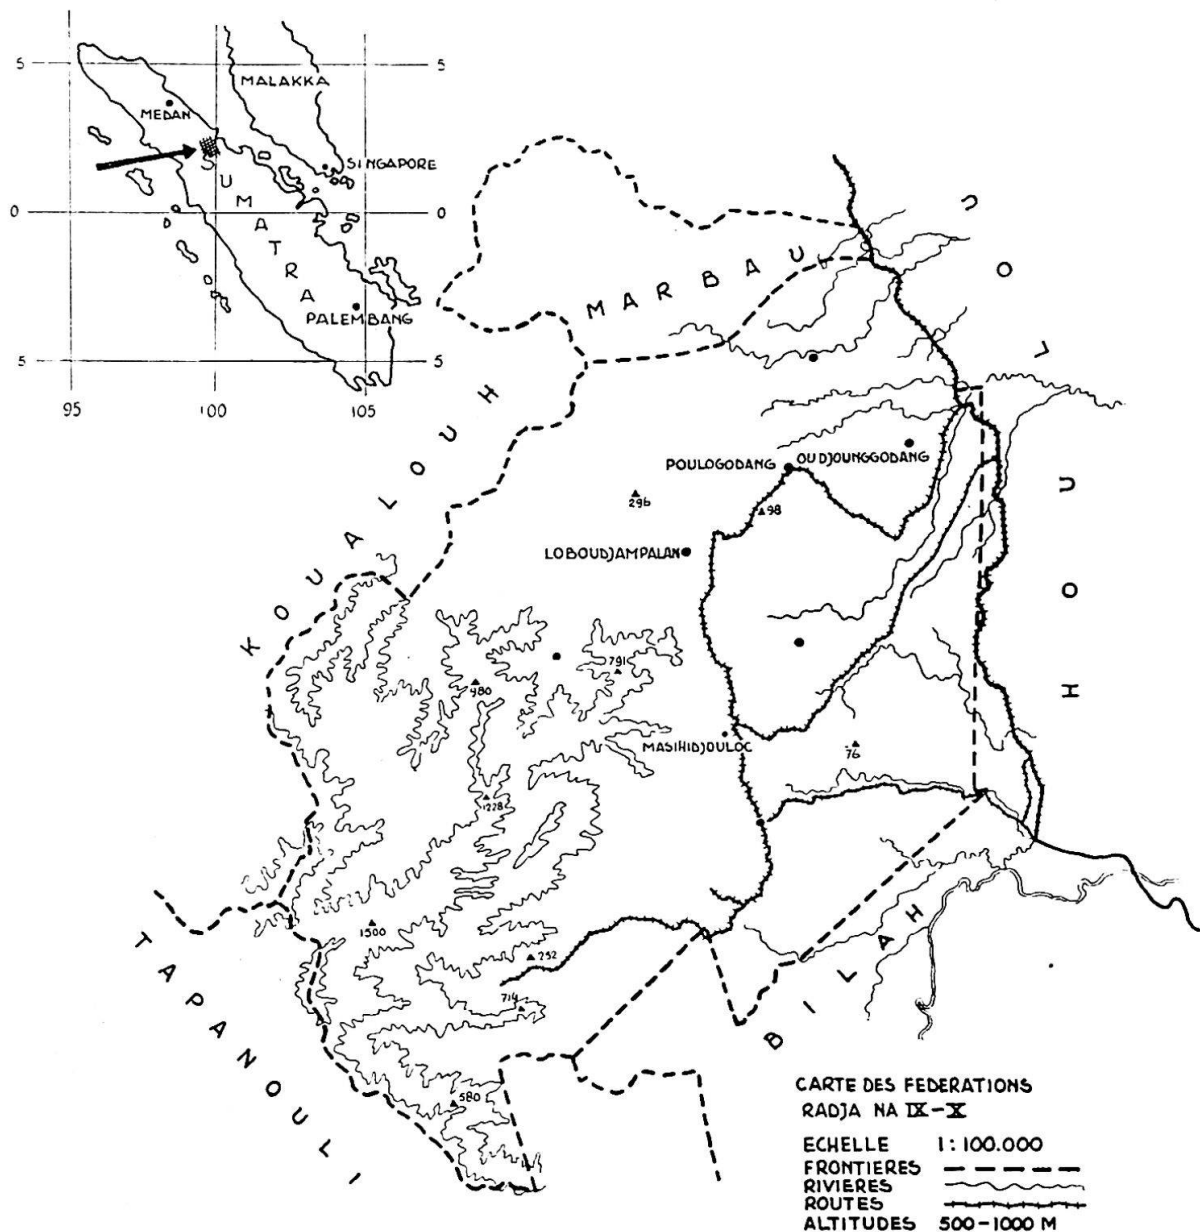 5
5
MALAKKA
MEDAN
SINGAPORE
SUMATRA
0
0
PALEMBANG
5
5
95
100
105
MARBAU
KOUALOUH
KOUALOUH
POULOGODANG
OUDJOUNGGODANG
296
98
LOBOUDJAMPALAN
791
980
MASIHIDJOULOC
76
1228
1500
252
714
580
TAPANOULI
BILAH
CARTE DES FEDERATIONS
RADJA NA IX-X
ECHELLE 1:100.000
FRONTIERES
RIVIERES
ROUTES
ALTITUDES 500-1000 M